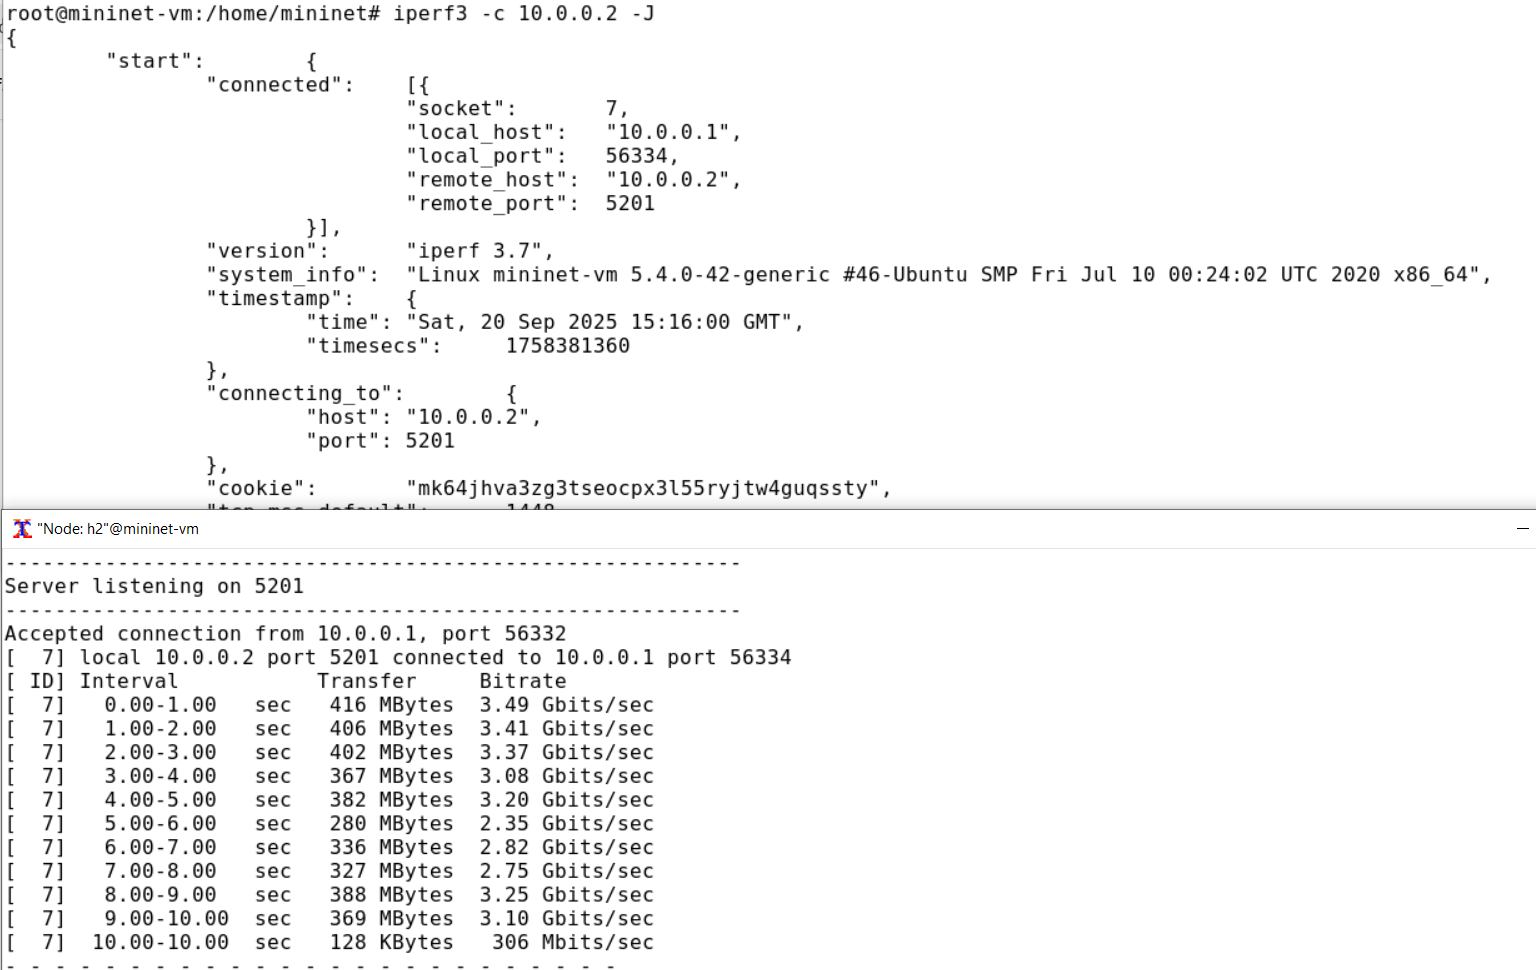 root@mininet-vm:/home/mininet# iperf3 -c 10.0.0.2 -J
{
"start": {
"connected": [{
"socket": 7,
"local_host": "10.0.0.1",
"local_port": 56334,
"remote_host": "10.0.0.2",
"remote_port": 5201
}],
"version": "iperf 3.7",
"system_info": "Linux mininet-vm 5.4.0-42-generic #46-Ubuntu SMP Fri Jul 10 00:24:02 UTC 2020 x86_64",
"timestamp": {
"time": "Sat, 20 Sep 2025 15:16:00 GMT",
"timesecs": 1758381360
},
"connecting_to": {
"host": "10.0.0.2",
"port": 5201
},
"cookie": "mk64jhva3zg3tseocpx3l55ryjtw4guqssty",
"tcp_mss_default": 1448
"Node: h2"@mininet-vm
-----------------------------------------------------------
Server listening on 5201
-----------------------------------------------------------
Accepted connection from 10.0.0.1, port 56332
[  7] local 10.0.0.2 port 5201 connected to 10.0.0.1 port 56334
[ ID] Interval           Transfer     Bitrate
[  7]   0.00-1.00   sec   416 MBytes  3.49 Gbits/sec
[  7]   1.00-2.00   sec   406 MBytes  3.41 Gbits/sec
[  7]   2.00-3.00   sec   402 MBytes  3.37 Gbits/sec
[  7]   3.00-4.00   sec   367 MBytes  3.08 Gbits/sec
[  7]   4.00-5.00   sec   382 MBytes  3.20 Gbits/sec
[  7]   5.00-6.00   sec   280 MBytes  2.35 Gbits/sec
[  7]   6.00-7.00   sec   336 MBytes  2.82 Gbits/sec
[  7]   7.00-8.00   sec   327 MBytes  2.75 Gbits/sec
[  7]   8.00-9.00   sec   388 MBytes  3.25 Gbits/sec
[  7]   9.00-10.00  sec   369 MBytes  3.10 Gbits/sec
[  7]  10.00-10.00  sec   128 KBytes   306 Mbits/sec
- - - - - - - - - - - - - - - - - - - - - - - - -